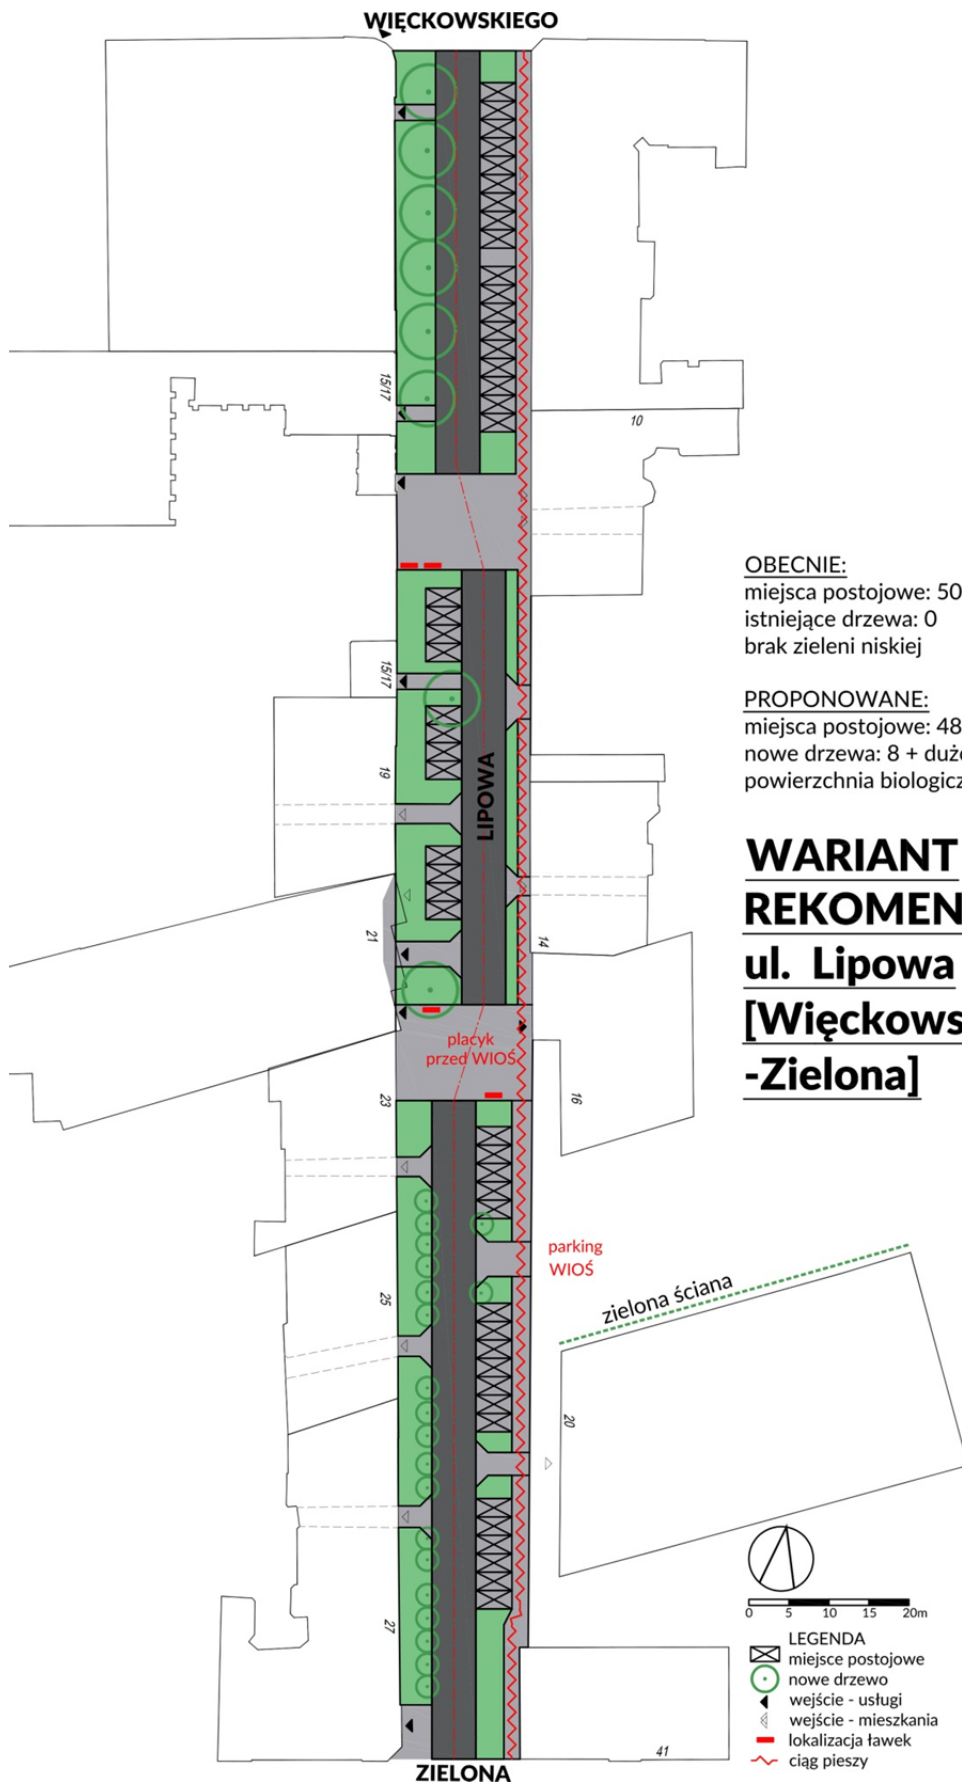 WIĘCKOWSKIEGO
15/17
10
OBECNIE:
miejsca postojowe: 50
istniejące drzewa: 0
brak zieleni niskiej
15/17
PROPONOWANE:
miejsca postojowe: 48
nowe drzewa: 8 + duż
powierzchnia biologicz
19
LIPOWA
WARIANT
REKOMEN
ul. Lipowa
[Więckows
-Zielona]
21
14
placyk
przed WIOŚ
23
16
parking
WIOŚ
zielona ściana
25
20
0 5 10 15 20m
LEGENDA
miejsce postojowe
nowe drzewo
wejście - usługi
wejście - mieszkania
lokalizacja ławek
ciąg pieszy
27
41
ZIELONA